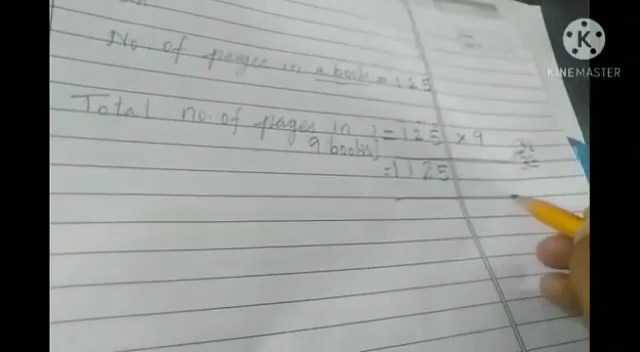 No. of pages in a book = 125
Total no. of pages in } = 125 × 9
9 books
= 1125
KINEMASTER